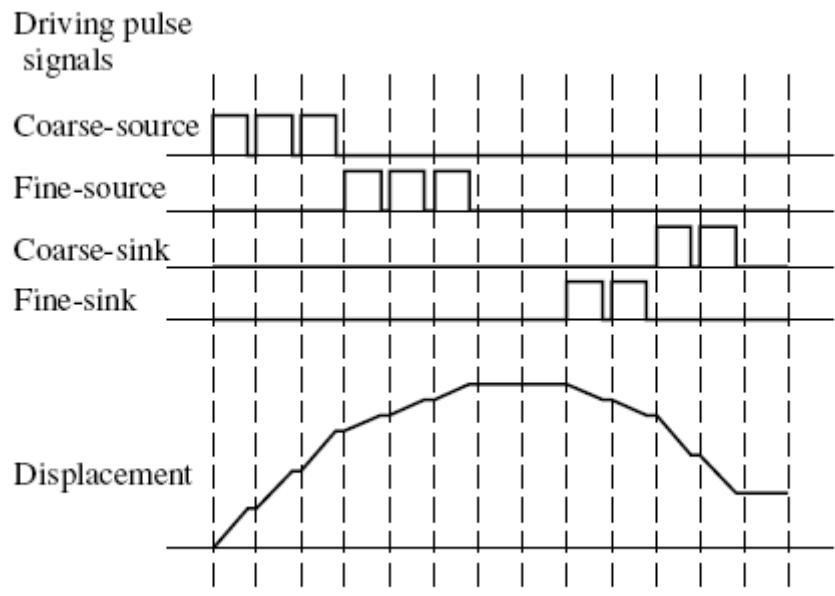 Driving pulse
signals
Coarse-source
Fine-source
Coarse-sink
Fine-sink
Displacement